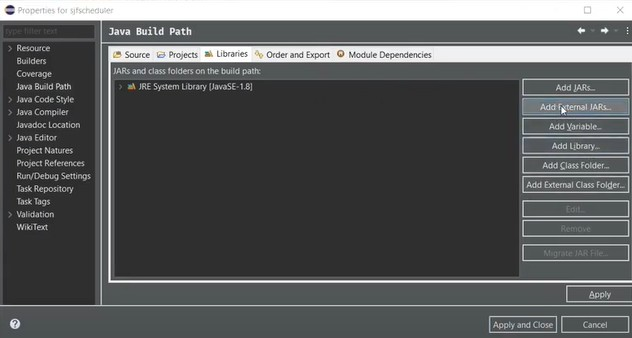 Properties for sjfscheduler
type filter text
Resource
Builders
Coverage
Java Build Path
Java Code Style
Java Compiler
Javadoc Location
Java Editor
Project Natures
Project References
Run/Debug Settings
Task Repository
Task Tags
Validation
WikiText
Java Build Path
Source Projects Libraries Order and Export Module Dependencies
JARs and class folders on the build path:
JRE System Library [JavaSE-1.8]
Add JARs...
Add External JARs...
Add Variable...
Add Library...
Add Class Folder...
Add External Class Folder...
Edit...
Remove
Migrate JAR File...
Apply
Apply and Close
Cancel